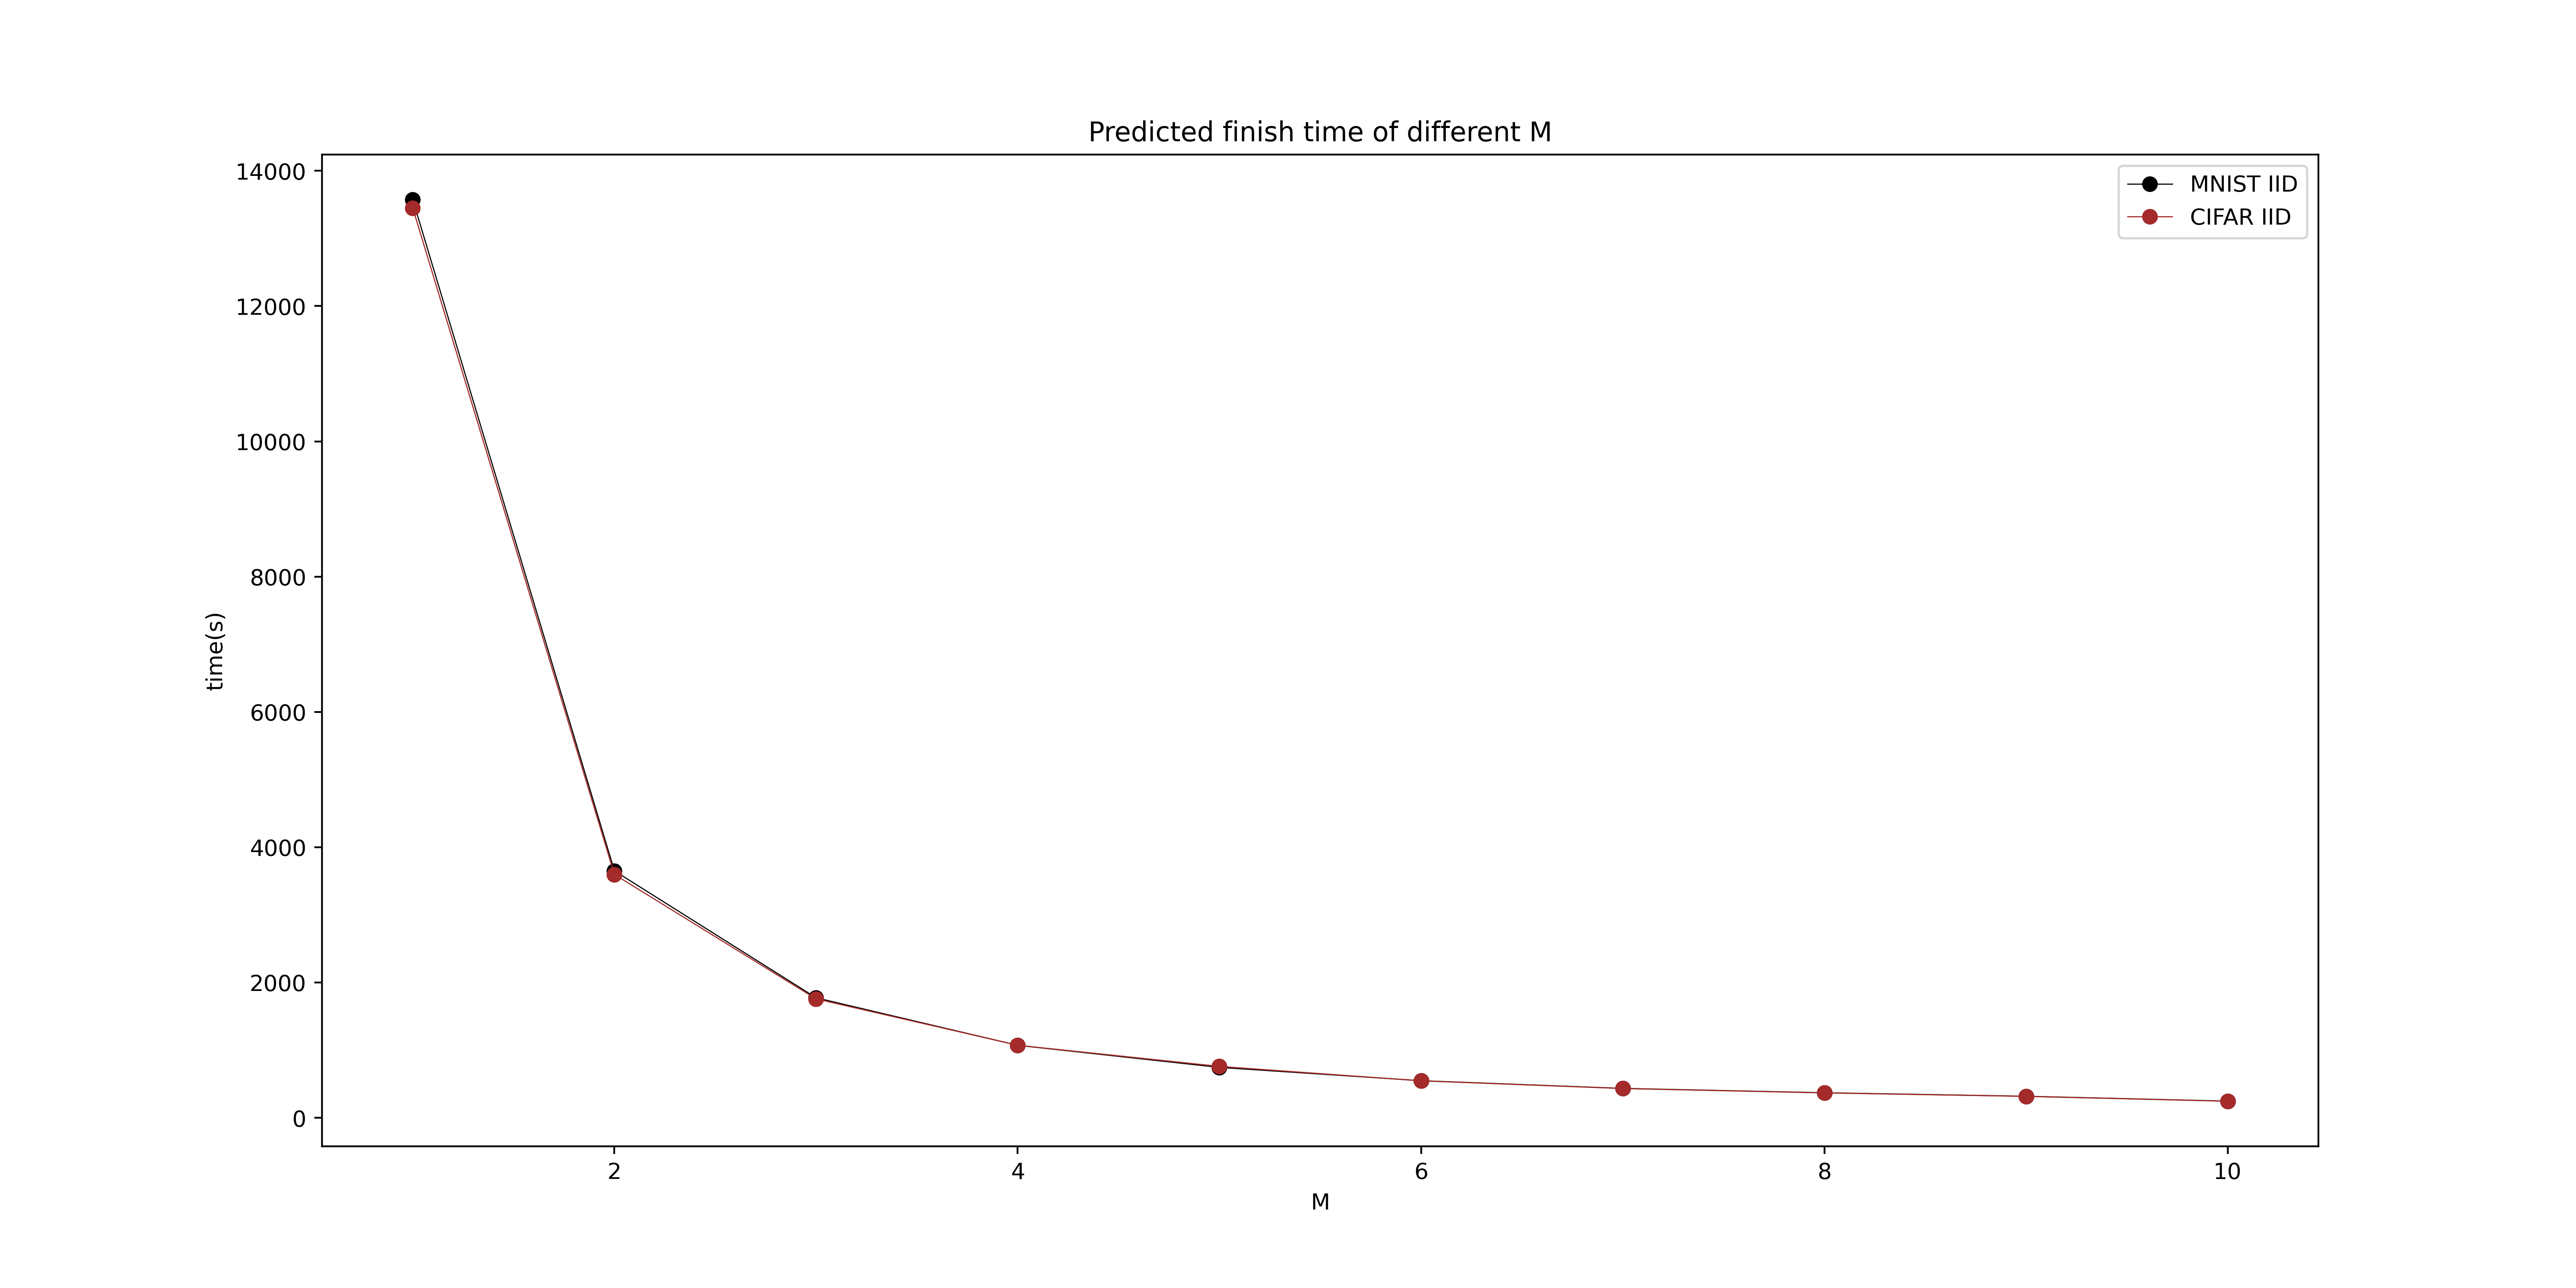 Predicted finish time of different M
MNIST IID
CIFAR IID
14000
12000
10000
8000
6000
4000
2000
0
time(s)
2 4 6 8 10
M